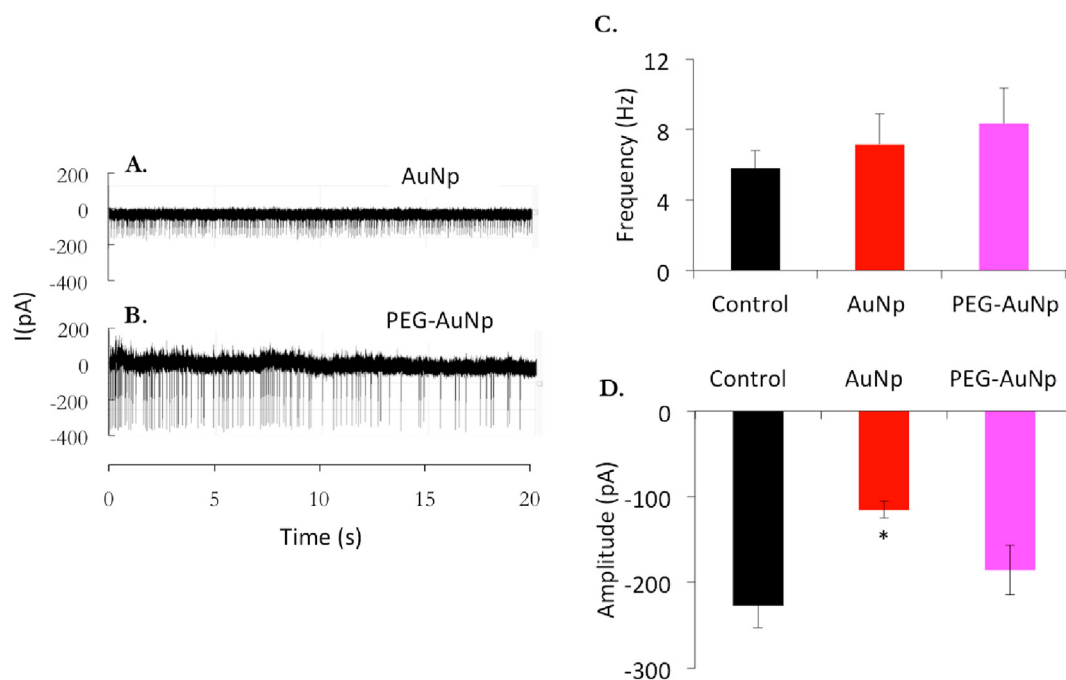 A.
AuNp
200
0
-200
-400
I(pA)
B.
PEG-AuNp
200
0
-200
-400
0 5 10 15 20
Time (s)
C.
Frequency (Hz)
12
8
4
0
Control AuNp PEG-AuNp
D.
Control AuNp PEG-AuNp
Amplitude (pA)
0
-100
*
-200
-300